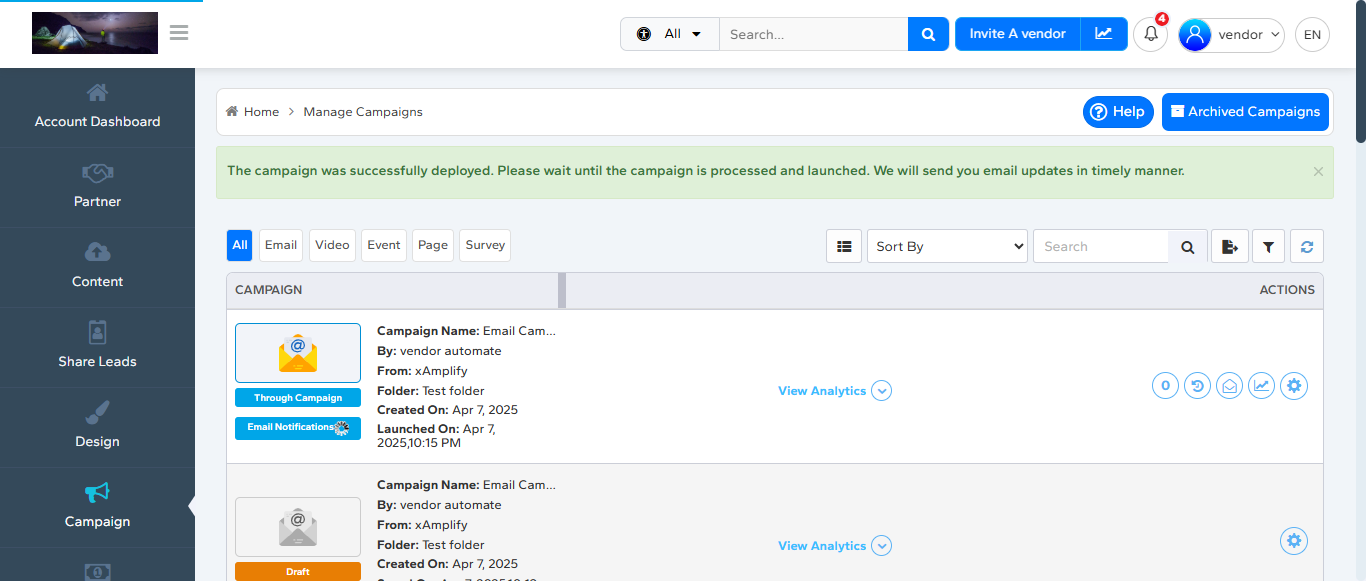 All
Search...
Invite A vendor
4
vendor
EN
Account Dashboard
Partner
Content
Share Leads
Design
Campaign
Home > Manage Campaigns
Help
Archived Campaigns
The campaign was successfully deployed. Please wait until the campaign is processed and launched. We will send you email updates in timely manner.
All
Email
Video
Event
Page
Survey
Sort By
Search
CAMPAIGN
ACTIONS
Through Campaign
Email Notifications
Campaign Name: Email Cam...
By: vendor automate
From: xAmplify
Folder: Test folder
Created On: Apr 7, 2025
Launched On: Apr 7,
2025,10:15 PM
View Analytics
0
Draft
Campaign Name: Email Cam...
By: vendor automate
From: xAmplify
Folder: Test folder
Created On: Apr 7, 2025
View Analytics